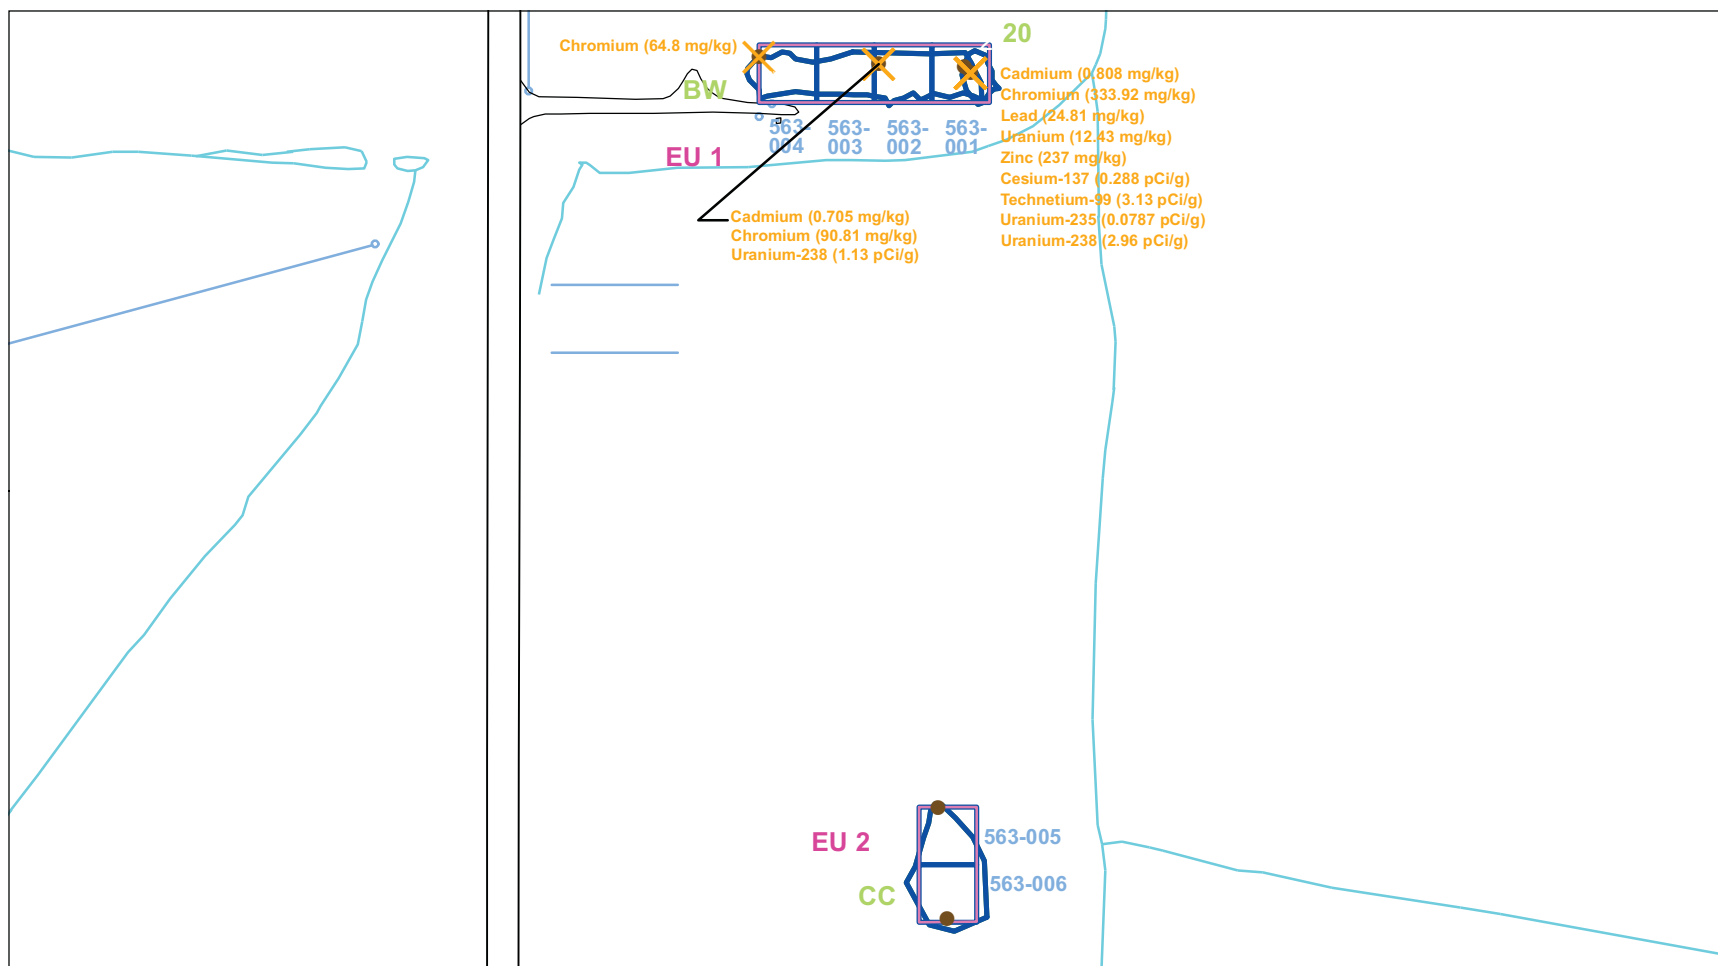 20
Chromium (64.8 mg/kg)
BW
Cadmium (0.808 mg/kg)
Chromium (333.92 mg/kg)
Lead (24.81 mg/kg)
Uranium (12.43 mg/kg)
Zinc (237 mg/kg)
Cesium-137 (0.288 pCi/g)
Technetium-99 (3.13 pCi/g)
Uranium-235 (0.0787 pCi/g)
Uranium-238 (2.96 pCi/g)
563-
004
563-
003
563-
002
563-
001
EU 1
Cadmium (0.705 mg/kg)
Chromium (90.81 mg/kg)
Uranium-238 (1.13 pCi/g)
EU 2
563-005
563-006
CC